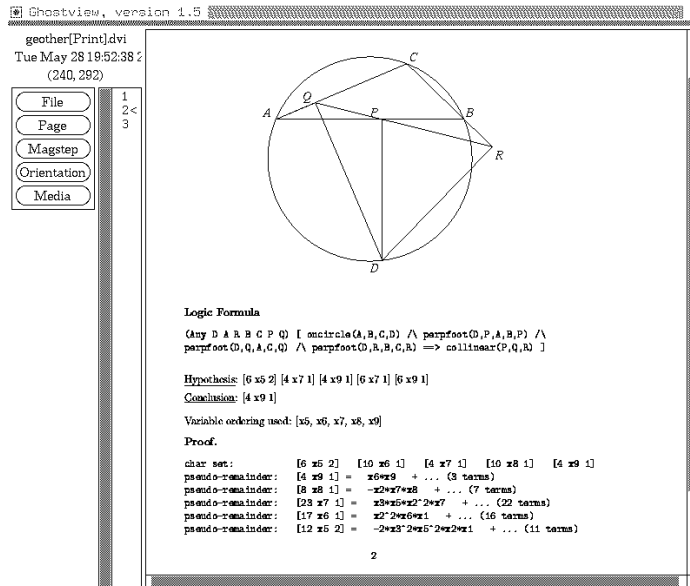 Ghostview, version 1.5
geother[Print].dvi
Tue May 28 19:52:38 2
(240, 292)
File
Page
Magstep
Orientation
Media
1
2<
3
C
Q
A
P
B
R
D
Logic Formula
(Any D A R B C P Q) [ oncircle(A,B,C,D) /\ perpfoot(D,P,A,B,P) /\
perpfoot(D,Q,A,C,Q) /\ perpfoot(D,R,B,C,R) ==> collinear(P,Q,R) ]
Hypothesis: [6 x5 2] [4 x7 1] [4 x9 1] [6 x7 1] [6 x9 1]
Conclusion: [4 x9 1]
Variable ordering used: [x5, x6, x7, x8, x9]
Proof.
char set: [6 x5 2] [10 x6 1] [4 x7 1] [10 x8 1] [4 x9 1]
pseudo-remainder: [4 x9 1] = x6*x9 + ... (3 terms)
pseudo-remainder: [8 x8 1] = -x2*x7*x8 + ... (7 terms)
pseudo-remainder: [23 x7 1] = x3*x5*x2^2*x7 + ... (22 terms)
pseudo-remainder: [17 x6 1] = x2^2*x6*x1 + ... (16 terms)
pseudo-remainder: [12 x5 2] = -2*x3^2*x5^2*x2*x1 + ... (11 terms)
2